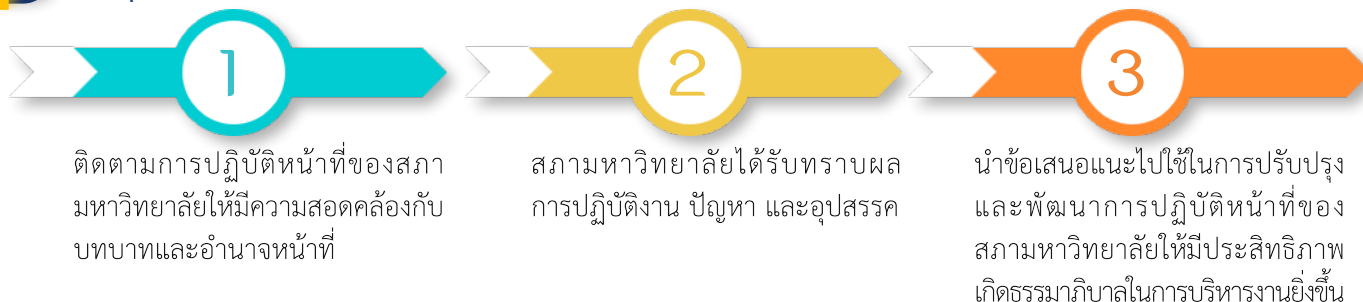 1
ติดตามการปฏิบัติหน้าที่ของสภา
มหาวิทยาลัยให้มีความสอดคล้องกับ
บทบาทและอำนาจหน้าที่
2
สภามหาวิทยาลัยได้รับทราบผล
การปฏิบัติงาน ปัญหา และอุปสรรค
3
นำข้อเสนอแนะไปใช้ในการปรับปรุง
และพัฒนาการปฏิบัติหน้าที่ของ
สภามหาวิทยาลัยให้มีประสิทธิภาพ
เกิดธรรมาภิบาลในการบริหารงานยิ่งขึ้น